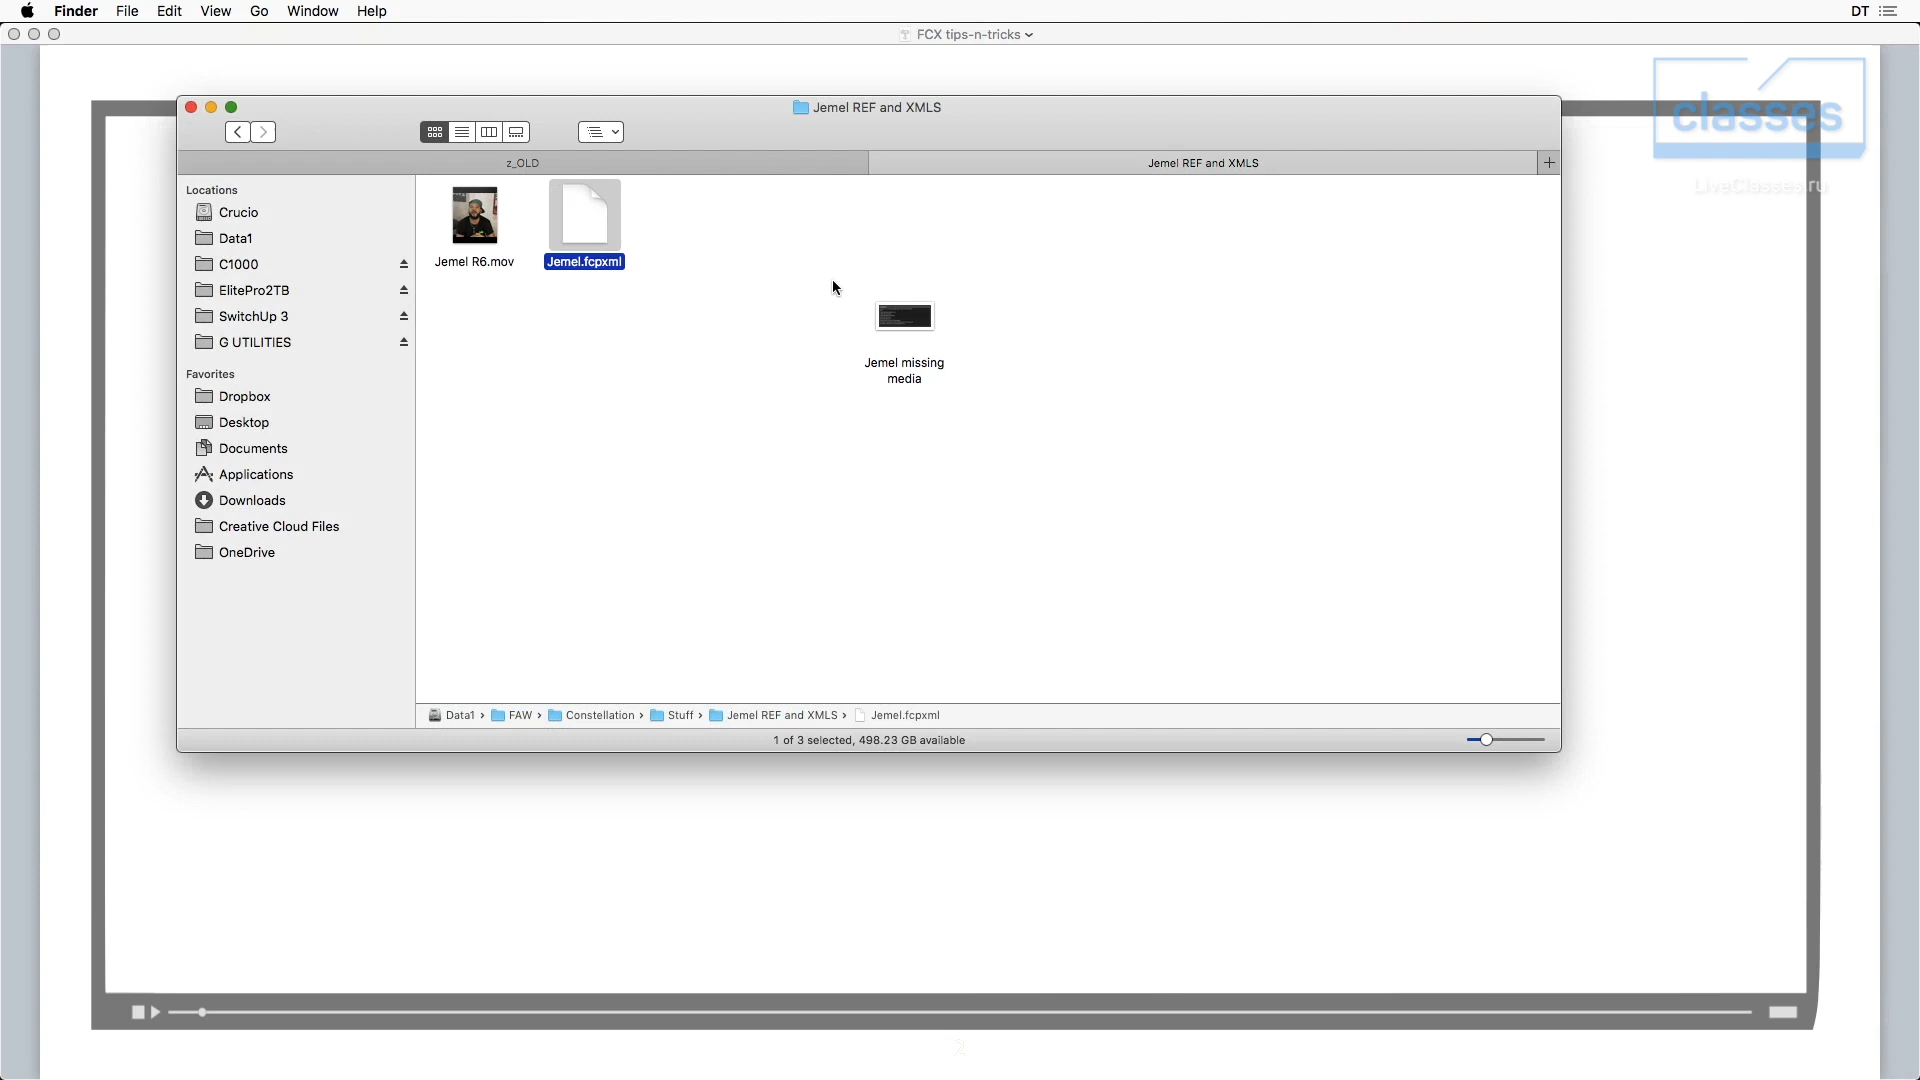 Finder File Edit View Go Window Help DT
FCX tips-n-tricks
classes
LiveClasses.ru
Jemel REF and XMLS
z_OLD
Jemel REF and XMLS
Locations
Crucio
Data1
C1000
ElitePro2TB
SwitchUp 3
G UTILITIES
Favorites
Dropbox
Desktop
Documents
Applications
Downloads
Creative Cloud Files
OneDrive
Jemel R6.mov
Jemel.fcpxml
Jemel missing
media
Data1 › FAW › Constellation › Stuff › Jemel REF and XMLS › Jemel.fcpxml
1 of 3 selected, 498.23 GB available
2